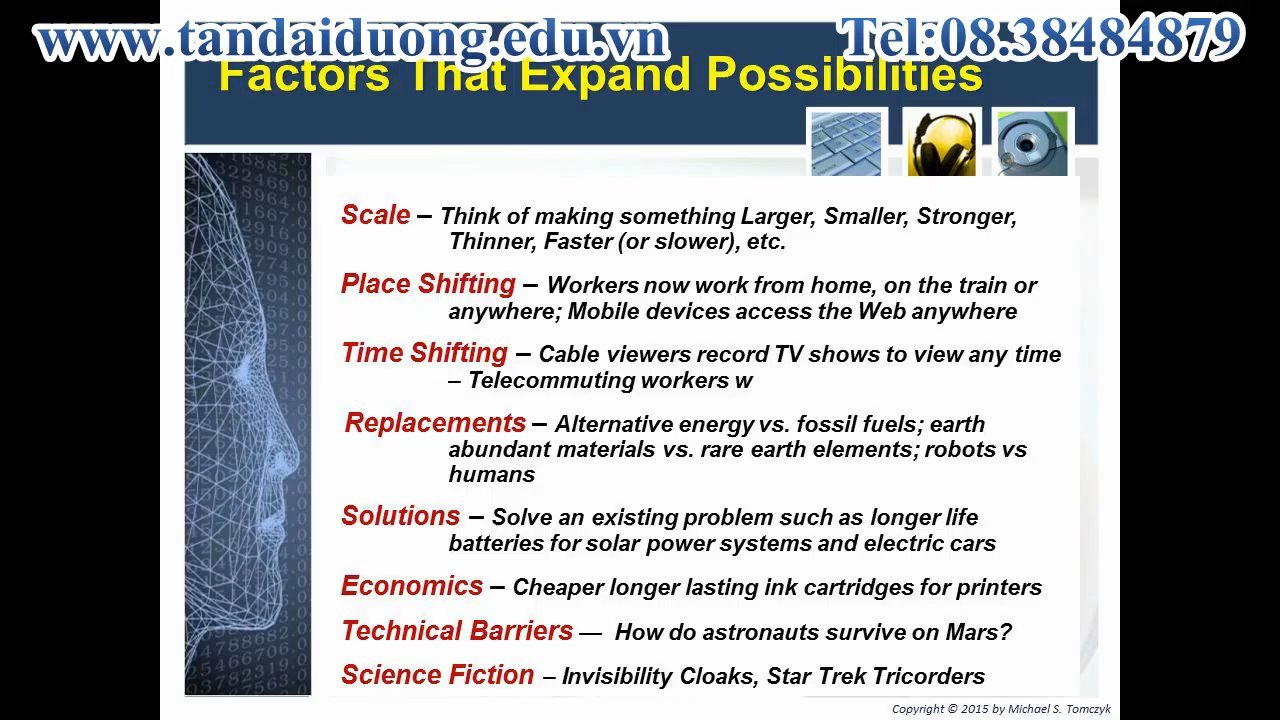 www.tandaiduong.edu.vn Tel:08.38484879
Factors That Expand Possibilities
Scale – Think of making something Larger, Smaller, Stronger,
Thinner, Faster (or slower), etc.
Place Shifting – Workers now work from home, on the train or
anywhere; Mobile devices access the Web anywhere
Time Shifting – Cable viewers record TV shows to view any time
– Telecommuting workers w
Replacements – Alternative energy vs. fossil fuels; earth
abundant materials vs. rare earth elements; robots vs
humans
Solutions – Solve an existing problem such as longer life
batteries for solar power systems and electric cars
Economics – Cheaper longer lasting ink cartridges for printers
Technical Barriers — How do astronauts survive on Mars?
Science Fiction – Invisibility Cloaks, Star Trek Tricorders
Copyright © 2015 by Michael S. Tomczyk